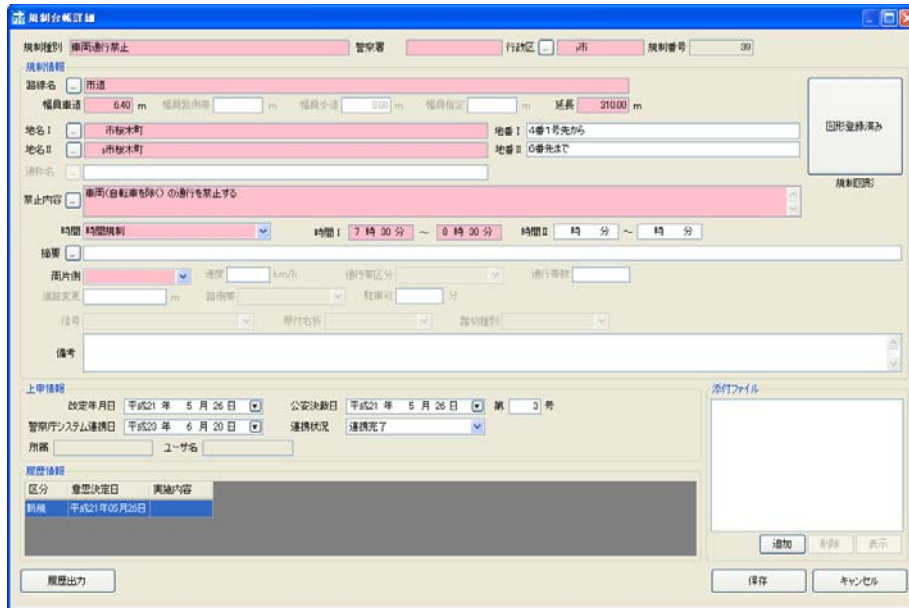 規制台帳詳細
規制種別 車両通行禁止 警察署 行政区 ... 市 規制番号 39
規制情報
路線名 ... 市道
幅員車道 6.40 m 幅員路側帯 m 幅員歩道 0.00 m 幅員指定 m 延長 310.00 m
地名Ⅰ ... 市桜木町 地番Ⅰ 4番1号先から
地名Ⅱ ... 市桜木町 地番Ⅱ 6番先まで
通称名 ...
図形登録済み
規制図形
禁止内容 ... 車両(自転車を除く)の通行を禁止する
時間 時間規制 時間Ⅰ 7 時 30 分 ~ 8 時 30 分 時間Ⅱ 時 分 ~ 時 分
摘要 ...
両片側 速度 km/h 通行帯区分 通行帯数
進路変更 m 路側帯 駐車可 分
信号 原付右折 踏切種別
備考
上申情報
改定年月日 平成21 年 5 月 26 日 公安決裁日 平成21 年 5 月 26 日 第 3 号
警察庁システム連携日 平成23 年 6 月 20 日 連携状況 連携完了
所属 ユーザ名
履歴情報
区分 意思決定日 実施内容
新規 平成21年05月26日
添付ファイル
追加 削除 表示
履歴出力 保存 キャンセル